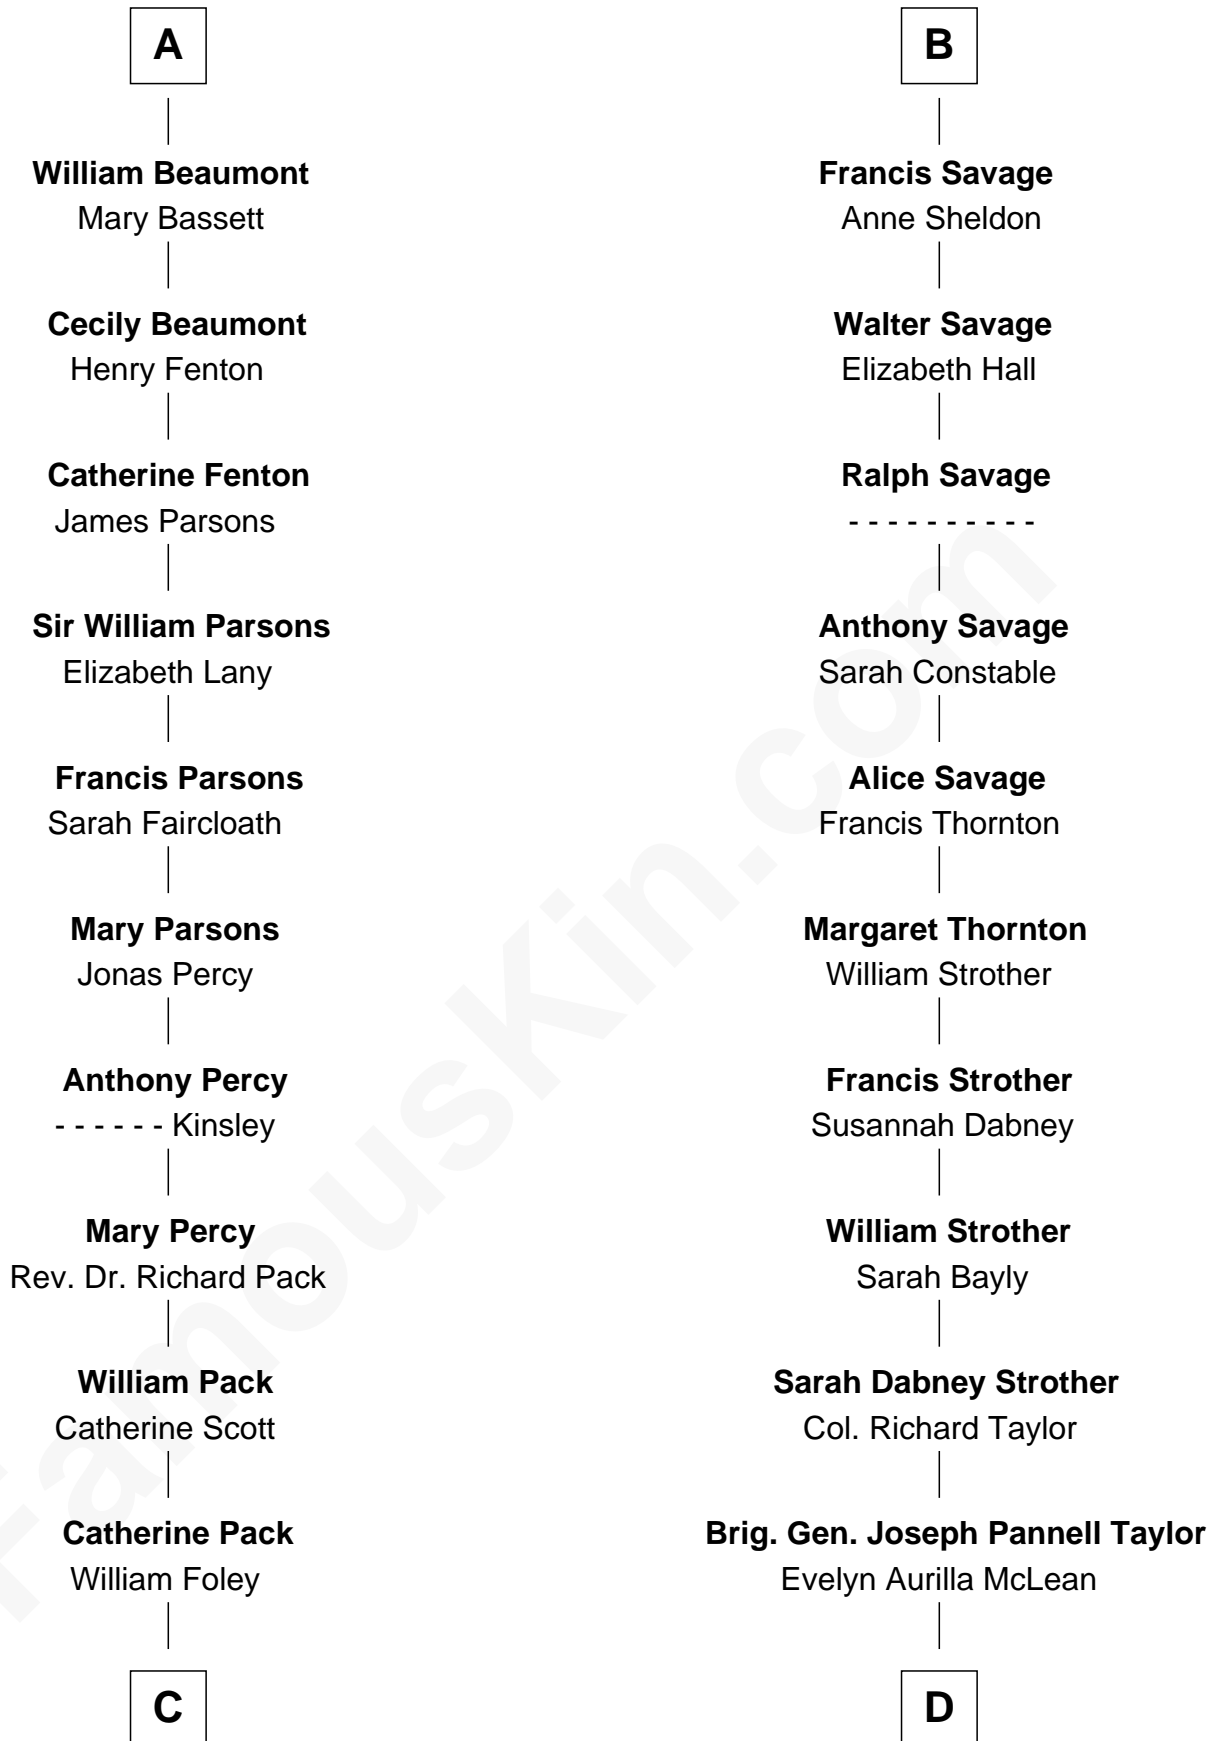 A
William Beaumont
Mary Bassett
Cecily Beaumont
Henry Fenton
Catherine Fenton
James Parsons
Sir William Parsons
Elizabeth Lany
Francis Parsons
Sarah Faircloath
Mary Parsons
Jonas Percy
Anthony Percy
- - - - - - Kinsley
Mary Percy
Rev. Dr. Richard Pack
William Pack
Catherine Scott
Catherine Pack
William Foley
C
B
Francis Savage
Anne Sheldon
Walter Savage
Elizabeth Hall
Ralph Savage
- - - - - - - - - -
Anthony Savage
Sarah Constable
Alice Savage
Francis Thornton
Margaret Thornton
William Strother
Francis Strother
Susannah Dabney
William Strother
Sarah Bayly
Sarah Dabney Strother
Col. Richard Taylor
Brig. Gen. Joseph Pannell Taylor
Evelyn Aurilla McLean
D
FamousKin.com